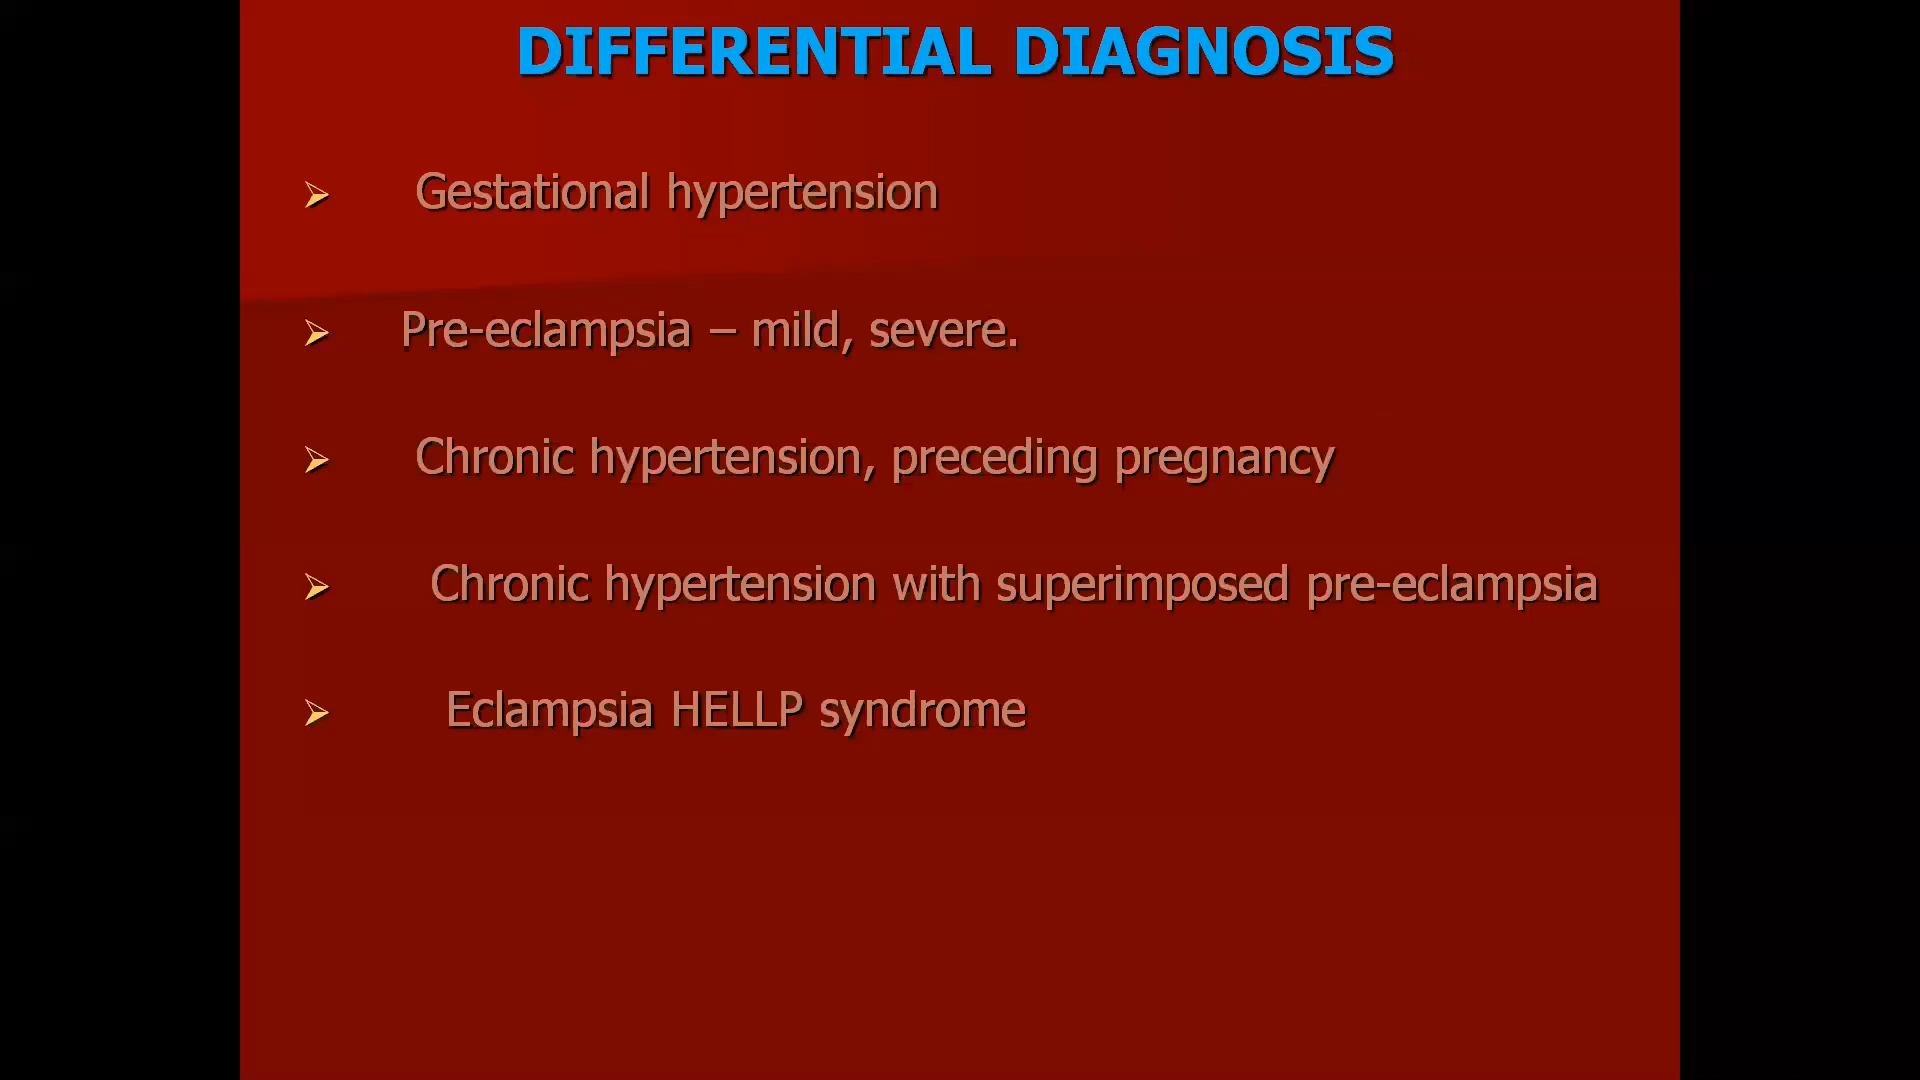 DIFFERENTIAL DIAGNOSIS
➢ Gestational hypertension
➢ Pre-eclampsia – mild, severe.
➢ Chronic hypertension, preceding pregnancy
➢ Chronic hypertension with superimposed pre-eclampsia
➢ Eclampsia HELLP syndrome